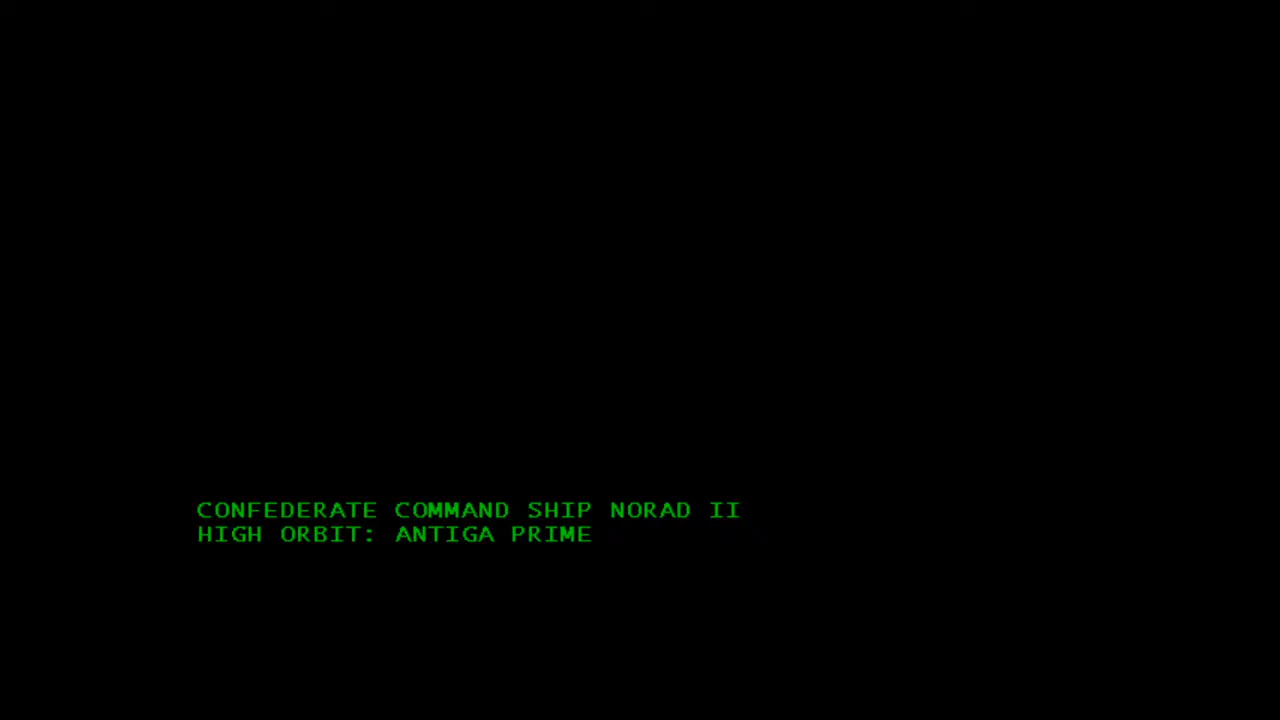 CONFEDERATE COMMAND SHIP NORAD II
HIGH ORBIT: ANTIGA PRIME